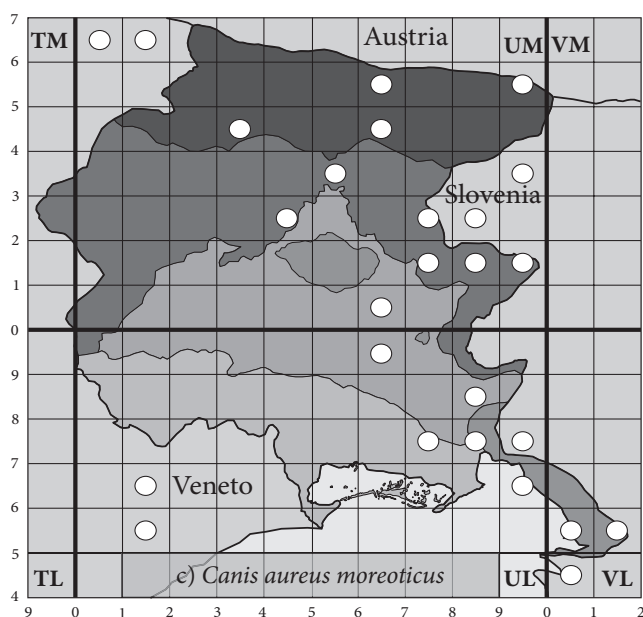 7
TM Austria UM VM
6
5
4
3
Slovenia
2
1
0
9
8
7
Veneto
6
5
TL c) Canis aureus moreoticus UL VL
4
9 0 1 2 3 4 5 6 7 8 9 0 1 2